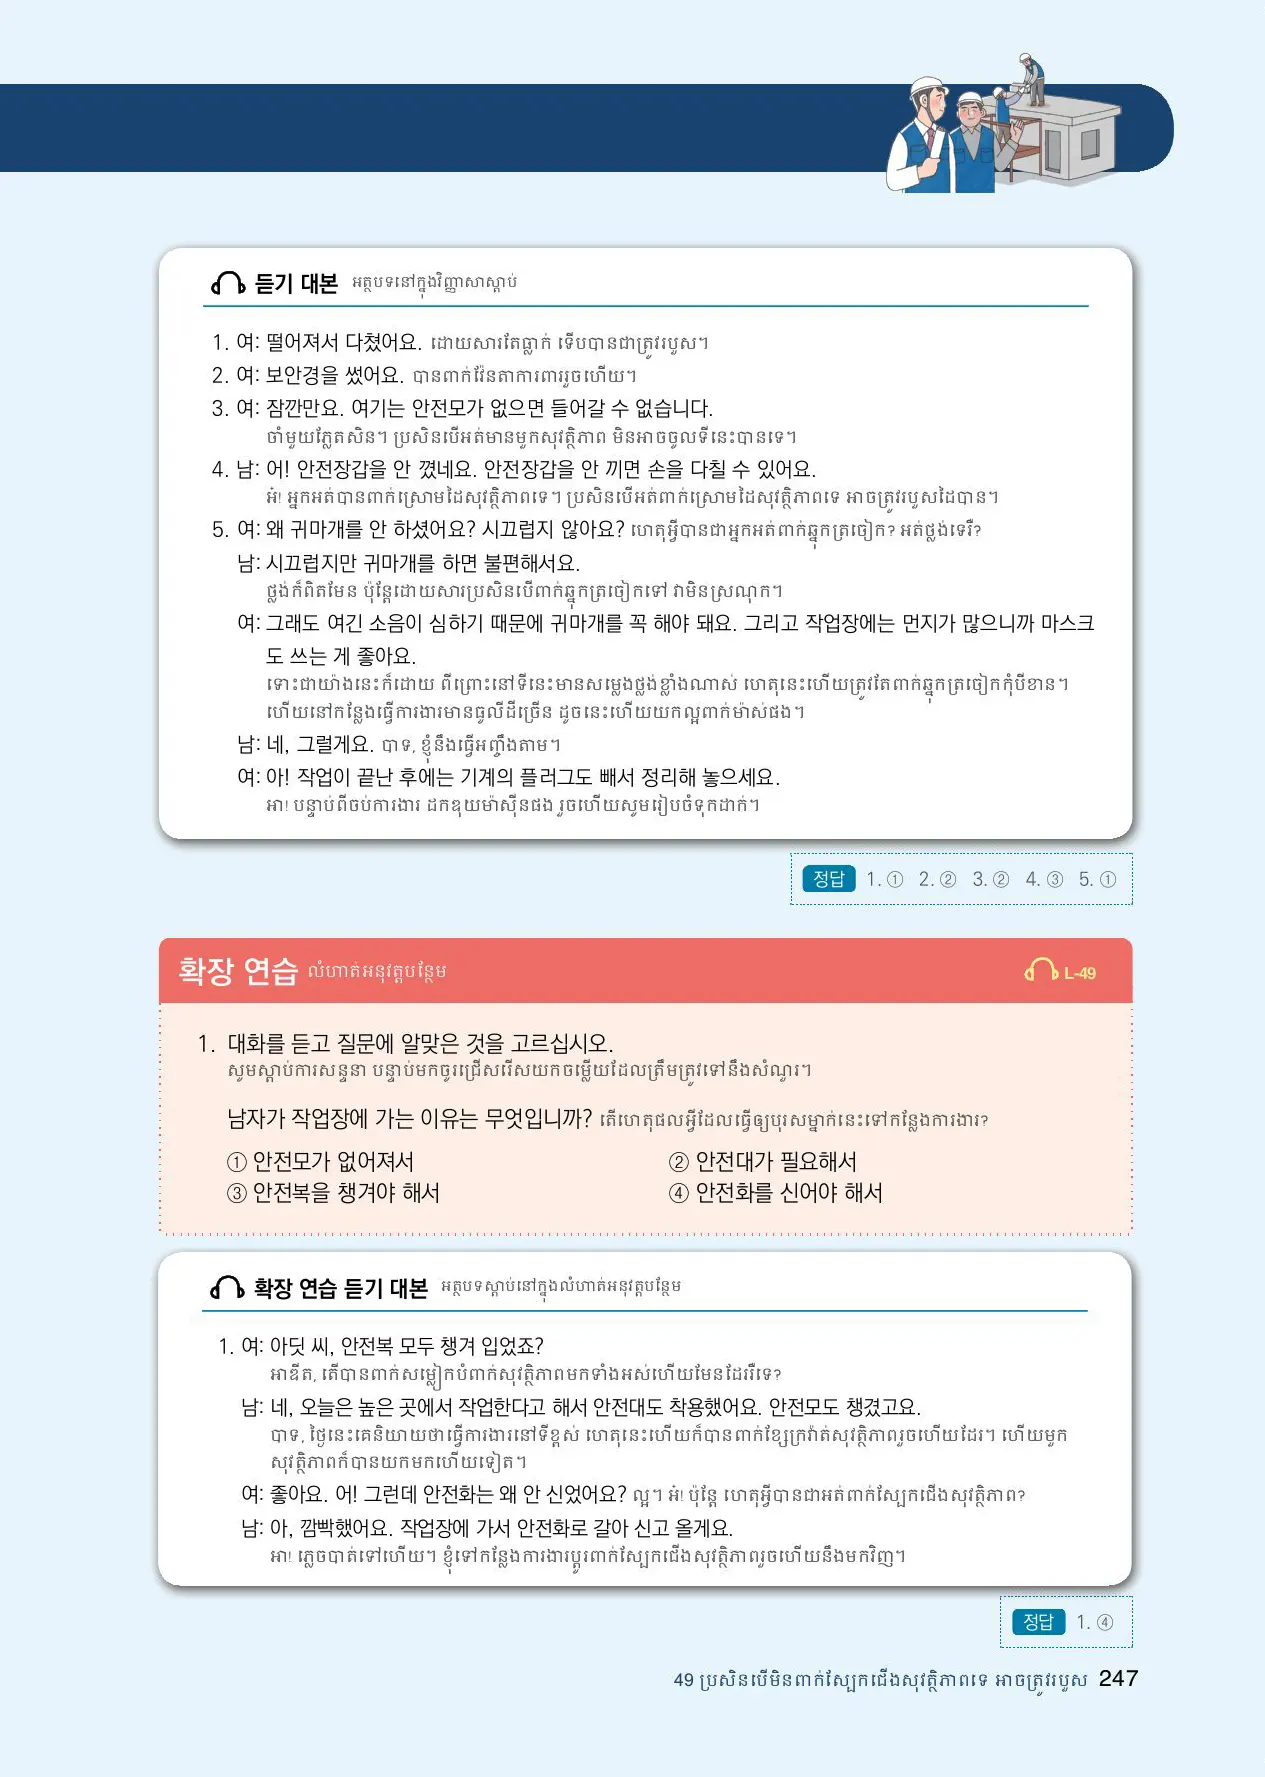 듣기 대본 អត្ថបទនៅក្នុងវិញ្ញាសាស្ដាប់
1. 여: 떨어져서 다쳤어요. ដោយសារតែធ្លាក់ ទើបបានជាត្រូវរបួស។
2. 여: 보안경을 썼어요. បានពាក់វ៉ែនតាការពាររួចហើយ។
3. 여: 잠깐만요. 여기는 안전모가 없으면 들어갈 수 없습니다.
ចាំមួយភ្លែតសិន។ ប្រសិនបើអត់មានមួកសុវត្ថិភាព មិនអាចចូលទីនេះបានទេ។
4. 남: 어! 안전장갑을 안 꼈네요. 안전장갑을 안 끼면 손을 다칠 수 있어요.
អ៎! អ្នកអត់បានពាក់ស្រោមដៃសុវត្ថិភាពទេ។ ប្រសិនបើអត់ពាក់ស្រោមដៃសុវត្ថិភាពទេ អាចត្រូវរបួសដៃបាន។
5. 여: 왜 귀마개를 안 하셨어요? 시끄럽지 않아요? ហេតុអ្វីបានជាអ្នកអត់ពាក់ឆ្នុកត្រចៀក? អត់ថ្លង់ទេរឺ?
남: 시끄럽지만 귀마개를 하면 불편해서요.
ថ្លង់ក៏ពិតមែន ប៉ុន្តែដោយសារប្រសិនបើពាក់ឆ្នុកត្រចៀកទៅ វាមិនស្រណុក។
여: 그래도 여긴 소음이 심하기 때문에 귀마개를 꼭 해야 돼요. 그리고 작업장에는 먼지가 많으니까 마스크
도 쓰는 게 좋아요.
ទោះជាយ៉ាងនេះក៏ដោយ ពីព្រោះនៅទីនេះមានសម្លេងថ្លង់ខ្លាំងណាស់ ហេតុនេះហើយត្រូវតែពាក់ឆ្នុកត្រចៀកកុំបីខាន។
ហើយនៅកន្លែងធ្វើការងារមានធូលីដីច្រើន ដូចនេះហើយយកល្អពាក់ម៉ាស់ផង។
남: 네, 그럴게요. បាទ, ខ្ញុំនឹងធ្វើអញ្ចឹងតាម។
여: 아! 작업이 끝난 후에는 기계의 플러그도 빼서 정리해 놓으세요.
អា! បន្ទាប់ពីចប់ការងារ ដកឌុយម៉ាស៊ីនផង រួចហើយសូមរៀបចំទុកដាក់។
정답 1. ① 2. ② 3. ② 4. ③ 5. ①
확장 연습 លំហាត់អនុវត្តបន្ថែម L-49
1. 대화를 듣고 질문에 알맞은 것을 고르십시오.
សូមស្ដាប់ការសន្ទនា បន្ទាប់មកចូរជ្រើសរើសយកចម្លើយដែលត្រឹមត្រូវទៅនឹងសំណួរ។
남자가 작업장에 가는 이유는 무엇입니까? តើហេតុផលអ្វីដែលធ្វើឲ្យបុរសម្នាក់នេះទៅកន្លែងការងារ?
① 안전모가 없어져서 ② 안전대가 필요해서
③ 안전복을 챙겨야 해서 ④ 안전화를 신어야 해서
확장 연습 듣기 대본 អត្ថបទស្ដាប់នៅក្នុងលំហាត់អនុវត្តបន្ថែម
1. 여: 아딧 씨, 안전복 모두 챙겨 입었죠?
អាឌីត, តើបានពាក់សម្លៀកបំពាក់សុវត្ថិភាពមកទាំងអស់ហើយមែនដែររឺទេ?
남: 네, 오늘은 높은 곳에서 작업한다고 해서 안전대도 착용했어요. 안전모도 챙겼고요.
បាទ, ថ្ងៃនេះគេនិយាយថាធ្វើការងារនៅទីខ្ពស់ ហេតុនេះហើយក៏បានពាក់ខ្សែក្រវ៉ាត់សុវត្ថិភាពរួចហើយដែរ។ ហើយមួក
សុវត្ថិភាពក៏បានយកមកហើយទៀត។
여: 좋아요. 어! 그런데 안전화는 왜 안 신었어요? ល្អ។ អ៎! ប៉ុន្តែ ហេតុអ្វីបានជាអត់ពាក់ស្បែកជើងសុវត្ថិភាព?
남: 아, 깜빡했어요. 작업장에 가서 안전화로 갈아 신고 올게요.
អា! ភ្លេចបាត់ទៅហើយ។ ខ្ញុំទៅកន្លែងការងារប្ដូរពាក់ស្បែកជើងសុវត្ថិភាពរួចហើយនឹងមកវិញ។
정답 1. ④
49 ប្រសិនបើមិនពាក់ស្បែកជើងសុវត្ថិភាពទេ អាចត្រូវរបួស 247